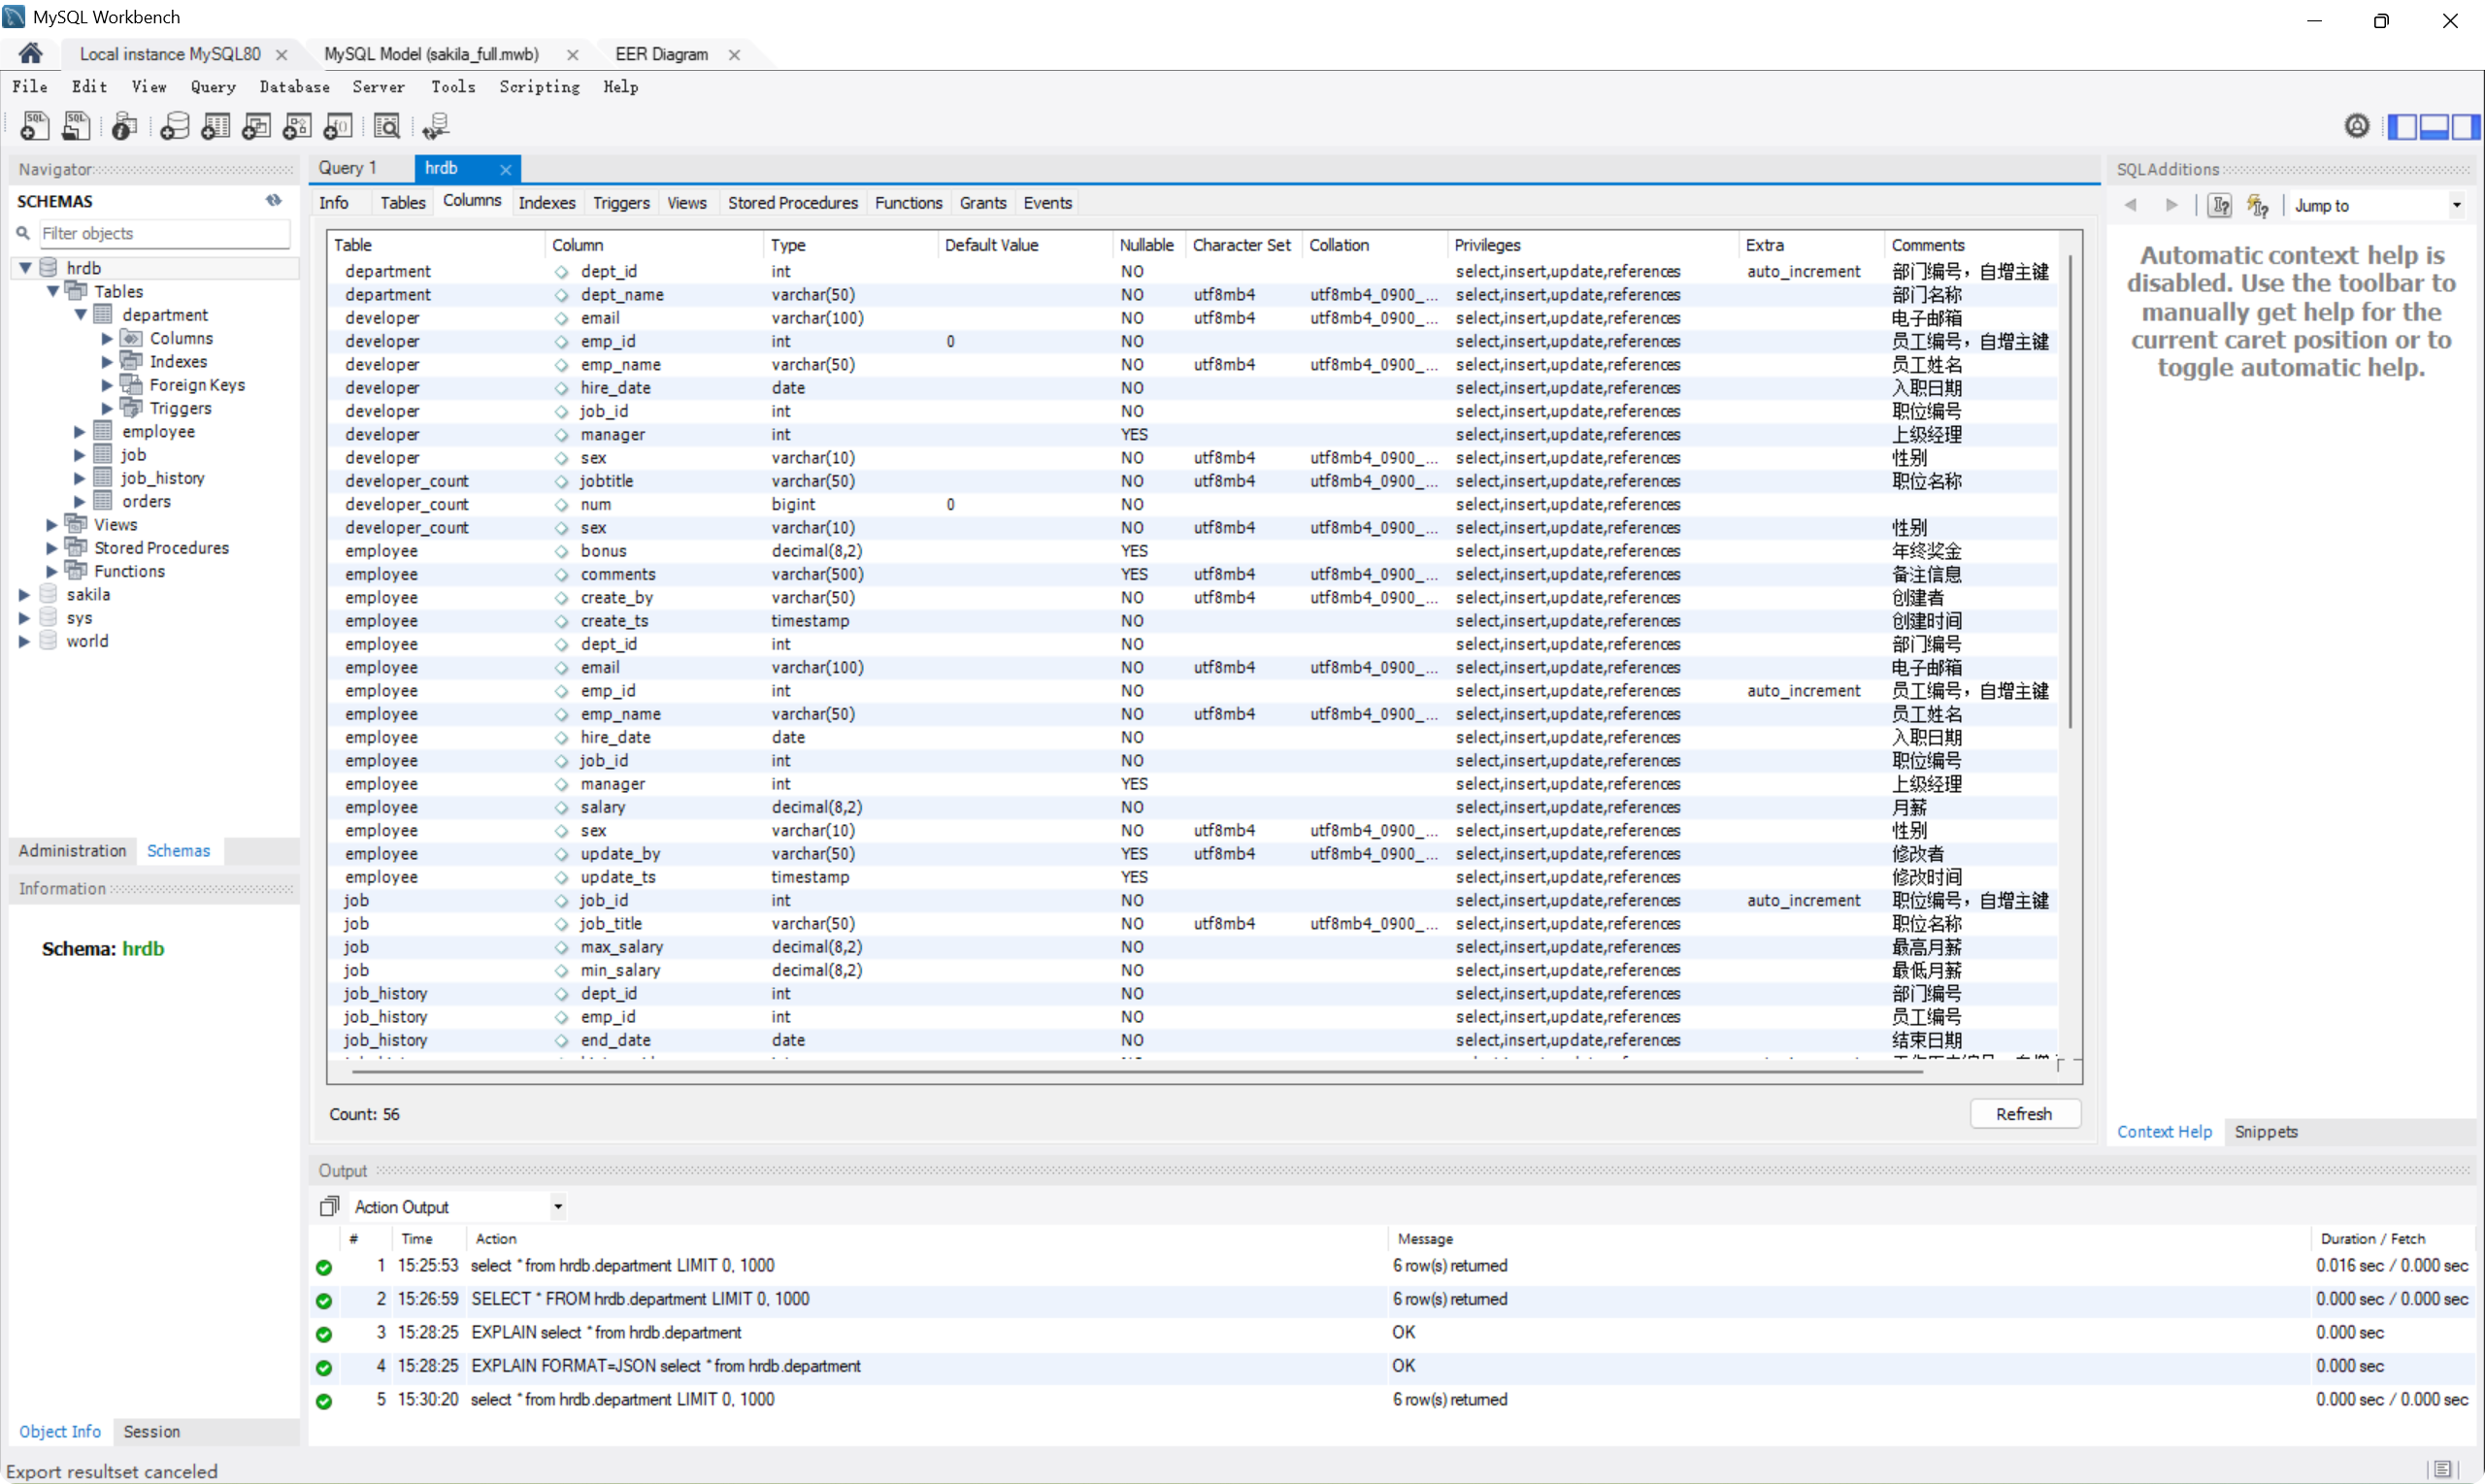 MySQL Workbench
Local instance MySQL80 MySQL Model (sakila_full.mwb) EER Diagram
File Edit View Query Database Server Tools Scripting Help
Navigator
SCHEMAS
Filter objects
hrdb
Tables
department
Columns
Indexes
Foreign Keys
Triggers
employee
job
job_history
orders
Views
Stored Procedures
Functions
sakila
sys
world
Administration Schemas
Information
Schema: hrdb
Object Info Session
Query 1 hrdb
Info Tables Columns Indexes Triggers Views Stored Procedures Functions Grants Events
Table Column Type Default Value Nullable Character Set Collation Privileges Extra Comments
department dept_id int NO select,insert,update,references auto_increment 部门编号，自增主键
department dept_name varchar(50) NO utf8mb4 utf8mb4_0900_... select,insert,update,references 部门名称
developer email varchar(100) NO utf8mb4 utf8mb4_0900_... select,insert,update,references 电子邮箱
developer emp_id int 0 NO select,insert,update,references 员工编号，自增主键
developer emp_name varchar(50) NO utf8mb4 utf8mb4_0900_... select,insert,update,references 员工姓名
developer hire_date date NO select,insert,update,references 入职日期
developer job_id int NO select,insert,update,references 职位编号
developer manager int YES select,insert,update,references 上级经理
developer sex varchar(10) NO utf8mb4 utf8mb4_0900_... select,insert,update,references 性别
developer_count jobtitle varchar(50) NO utf8mb4 utf8mb4_0900_... select,insert,update,references 职位名称
developer_count num bigint 0 NO select,insert,update,references
developer_count sex varchar(10) NO utf8mb4 utf8mb4_0900_... select,insert,update,references 性别
employee bonus decimal(8,2) YES select,insert,update,references 年终奖金
employee comments varchar(500) YES utf8mb4 utf8mb4_0900_... select,insert,update,references 备注信息
employee create_by varchar(50) NO utf8mb4 utf8mb4_0900_... select,insert,update,references 创建者
employee create_ts timestamp NO select,insert,update,references 创建时间
employee dept_id int NO select,insert,update,references 部门编号
employee email varchar(100) NO utf8mb4 utf8mb4_0900_... select,insert,update,references 电子邮箱
employee emp_id int NO select,insert,update,references auto_increment 员工编号，自增主键
employee emp_name varchar(50) NO utf8mb4 utf8mb4_0900_... select,insert,update,references 员工姓名
employee hire_date date NO select,insert,update,references 入职日期
employee job_id int NO select,insert,update,references 职位编号
employee manager int YES select,insert,update,references 上级经理
employee salary decimal(8,2) NO select,insert,update,references 月薪
employee sex varchar(10) NO utf8mb4 utf8mb4_0900_... select,insert,update,references 性别
employee update_by varchar(50) YES utf8mb4 utf8mb4_0900_... select,insert,update,references 修改者
employee update_ts timestamp YES select,insert,update,references 修改时间
job job_id int NO select,insert,update,references auto_increment 职位编号，自增主键
job job_title varchar(50) NO utf8mb4 utf8mb4_0900_... select,insert,update,references 职位名称
job max_salary decimal(8,2) NO select,insert,update,references 最高月薪
job min_salary decimal(8,2) NO select,insert,update,references 最低月薪
job_history dept_id int NO select,insert,update,references 部门编号
job_history emp_id int NO select,insert,update,references 员工编号
job_history end_date date NO select,insert,update,references 结束日期
Count: 56 Refresh
SQLAdditions
Jump to
Automatic context help is
disabled. Use the toolbar to
manually get help for the
current caret position or to
toggle automatic help.
Context Help Snippets
Output
Action Output
# Time Action Message Duration / Fetch
1 15:25:53 select * from hrdb.department LIMIT 0, 1000 6 row(s) returned 0.016 sec / 0.000 sec
2 15:26:59 SELECT * FROM hrdb.department LIMIT 0, 1000 6 row(s) returned 0.000 sec / 0.000 sec
3 15:28:25 EXPLAIN select * from hrdb.department OK 0.000 sec
4 15:28:25 EXPLAIN FORMAT=JSON select * from hrdb.department OK 0.000 sec
5 15:30:20 select * from hrdb.department LIMIT 0, 1000 6 row(s) returned 0.000 sec / 0.000 sec
Export resultset canceled